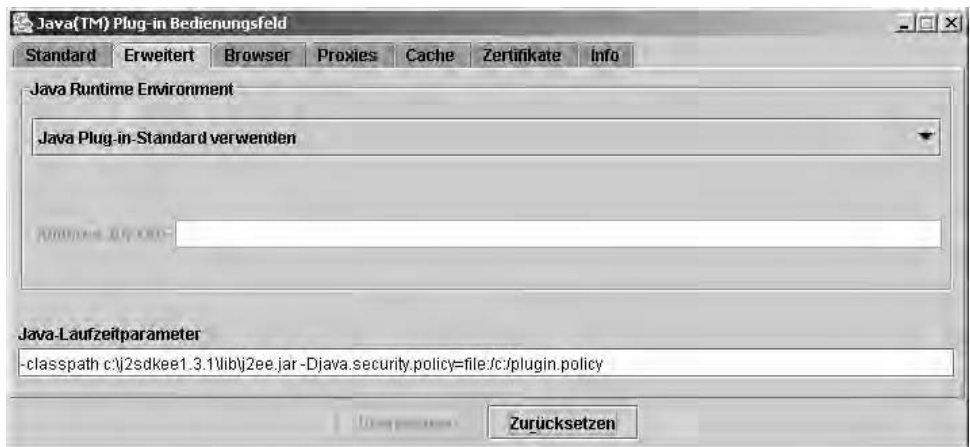 Java(TM) Plug-in Bedienungsfeld
Standard Erweitert Browser Proxies Cache Zertifikate Info
Java Runtime Environment
Java Plug-in-Standard verwenden
Java-Laufzeitparameter
-classpath c:\j2sdkee1.3.1\lib\j2ee.jar -Djava.security.policy=file:/c:/plugin.policy
Zurücksetzen